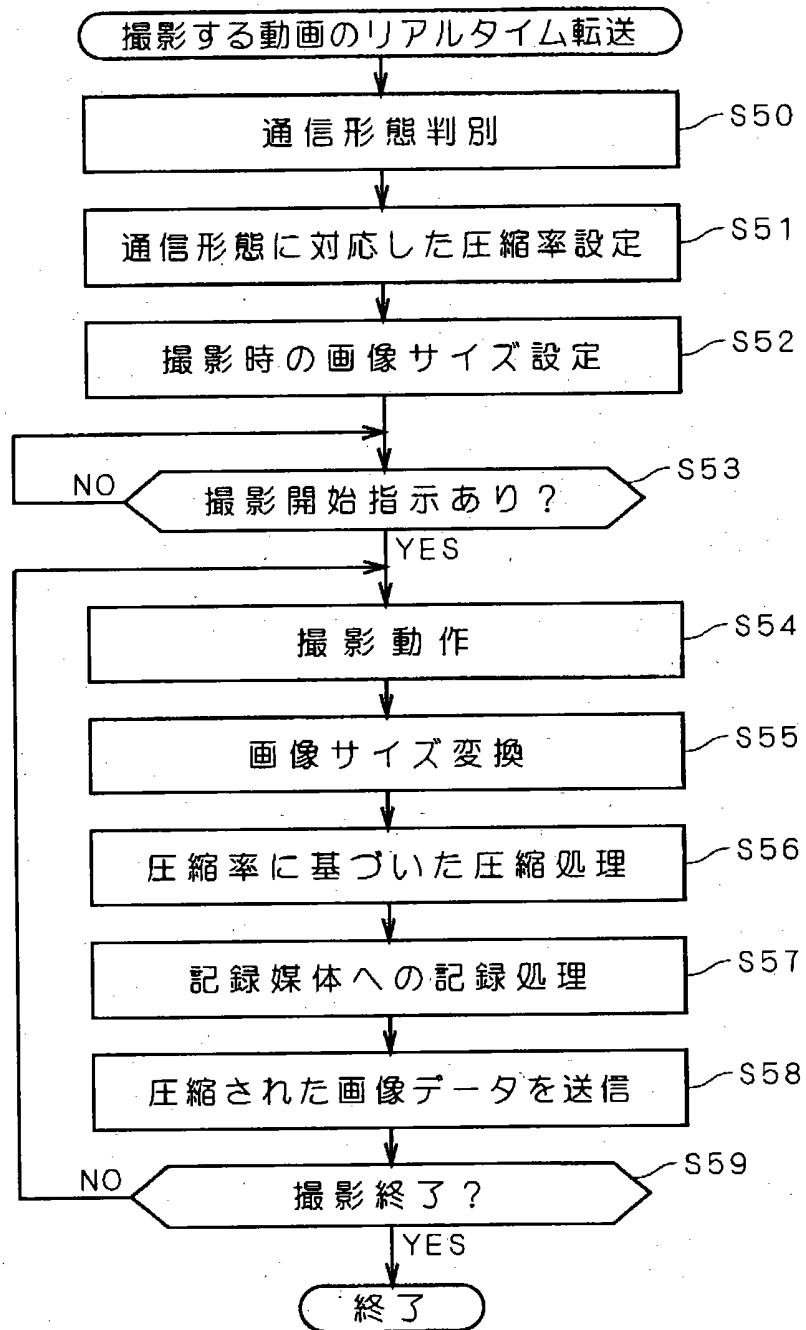 撮影する動画のリアルタイム転送
通信形態判別
S50
通信形態に対応した圧縮率設定
S51
撮影時の画像サイズ設定
S52
撮影開始指示あり？
S53
NO
YES
撮影動作
S54
画像サイズ変換
S55
圧縮率に基づいた圧縮処理
S56
記録媒体への記録処理
S57
圧縮された画像データを送信
S58
撮影終了？
S59
NO
YES
終了